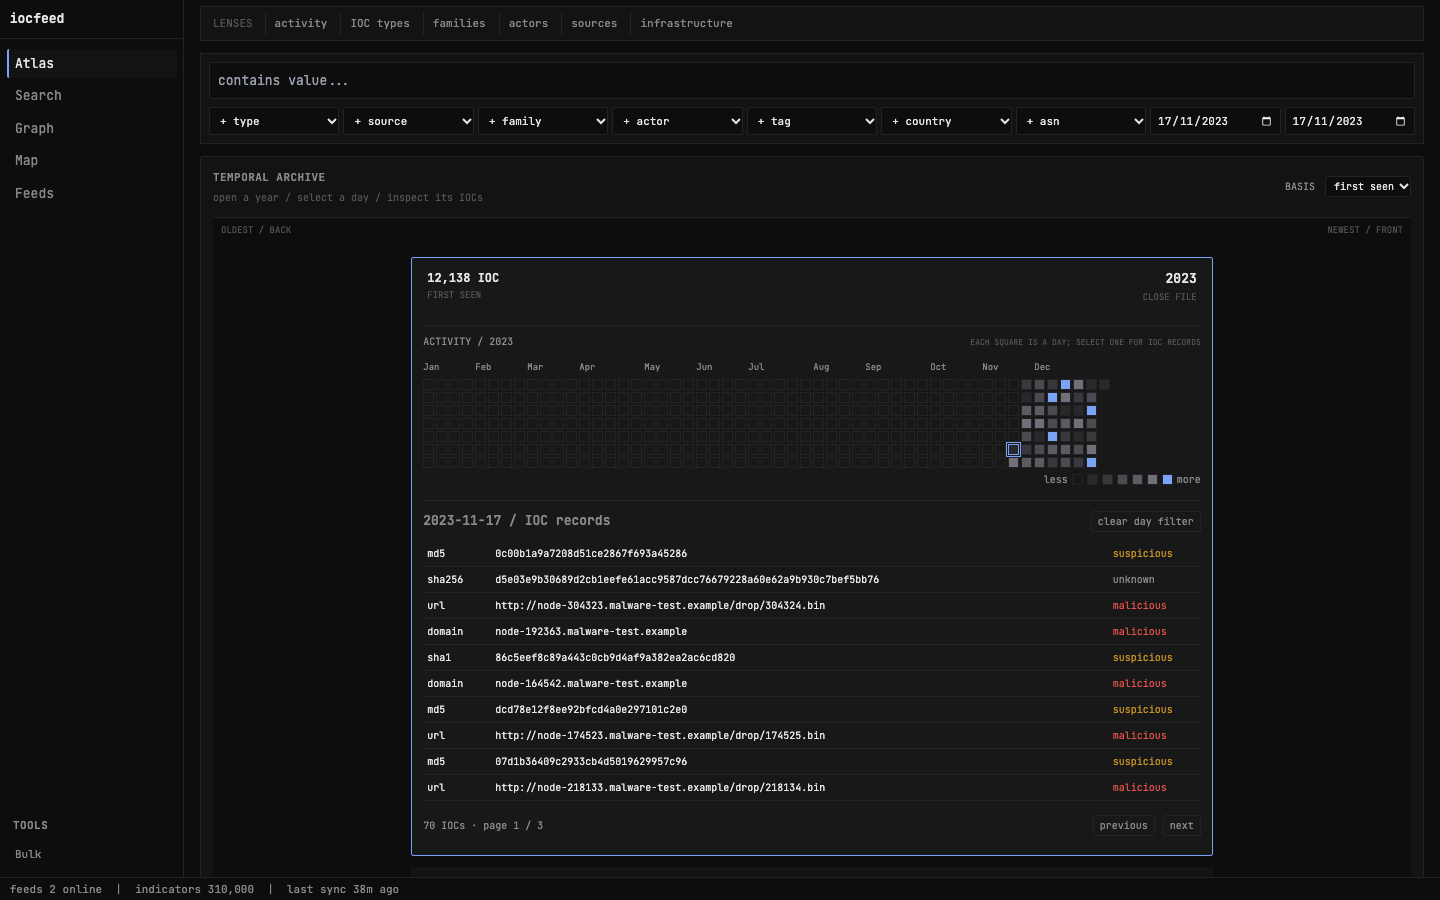 iocfeed
Atlas
Search
Graph
Map
Feeds
TOOLS
Bulk
LENSES activity IOC types families actors sources infrastructure
contains value...
+ type + source + family + actor + tag + country + asn 17/11/2023 17/11/2023
TEMPORAL ARCHIVE
open a year / select a day / inspect its IOCs
BASIS first seen
OLDEST / BACK NEWEST / FRONT
12,138 IOC 2023
FIRST SEEN CLOSE FILE
ACTIVITY / 2023 EACH SQUARE IS A DAY; SELECT ONE FOR IOC RECORDS
Jan Feb Mar Apr May Jun Jul Aug Sep Oct Nov Dec
less more
2023-11-17 / IOC records clear day filter
md5 0c00b1a9a7208d51ce2867f693a45286 suspicious
sha256 d5e03e9b30689d2cb1eefe61acc9587dcc76679228a60e62a9b930c7bef5bb76 unknown
url http://node-304323.malware-test.example/drop/304324.bin malicious
domain node-192363.malware-test.example malicious
sha1 86c5eef8c89a443c0cb9d4af9a382ea2ac6cd820 suspicious
domain node-164542.malware-test.example malicious
md5 dcd78e12f8ee92bfcd4a0e297101c2e0 suspicious
url http://node-174523.malware-test.example/drop/174525.bin malicious
md5 07d1b36409c2933cb4d5019629957c96 suspicious
url http://node-218133.malware-test.example/drop/218134.bin malicious
70 IOCs · page 1 / 3 previous next
feeds 2 online | indicators 310,000 | last sync 38m ago